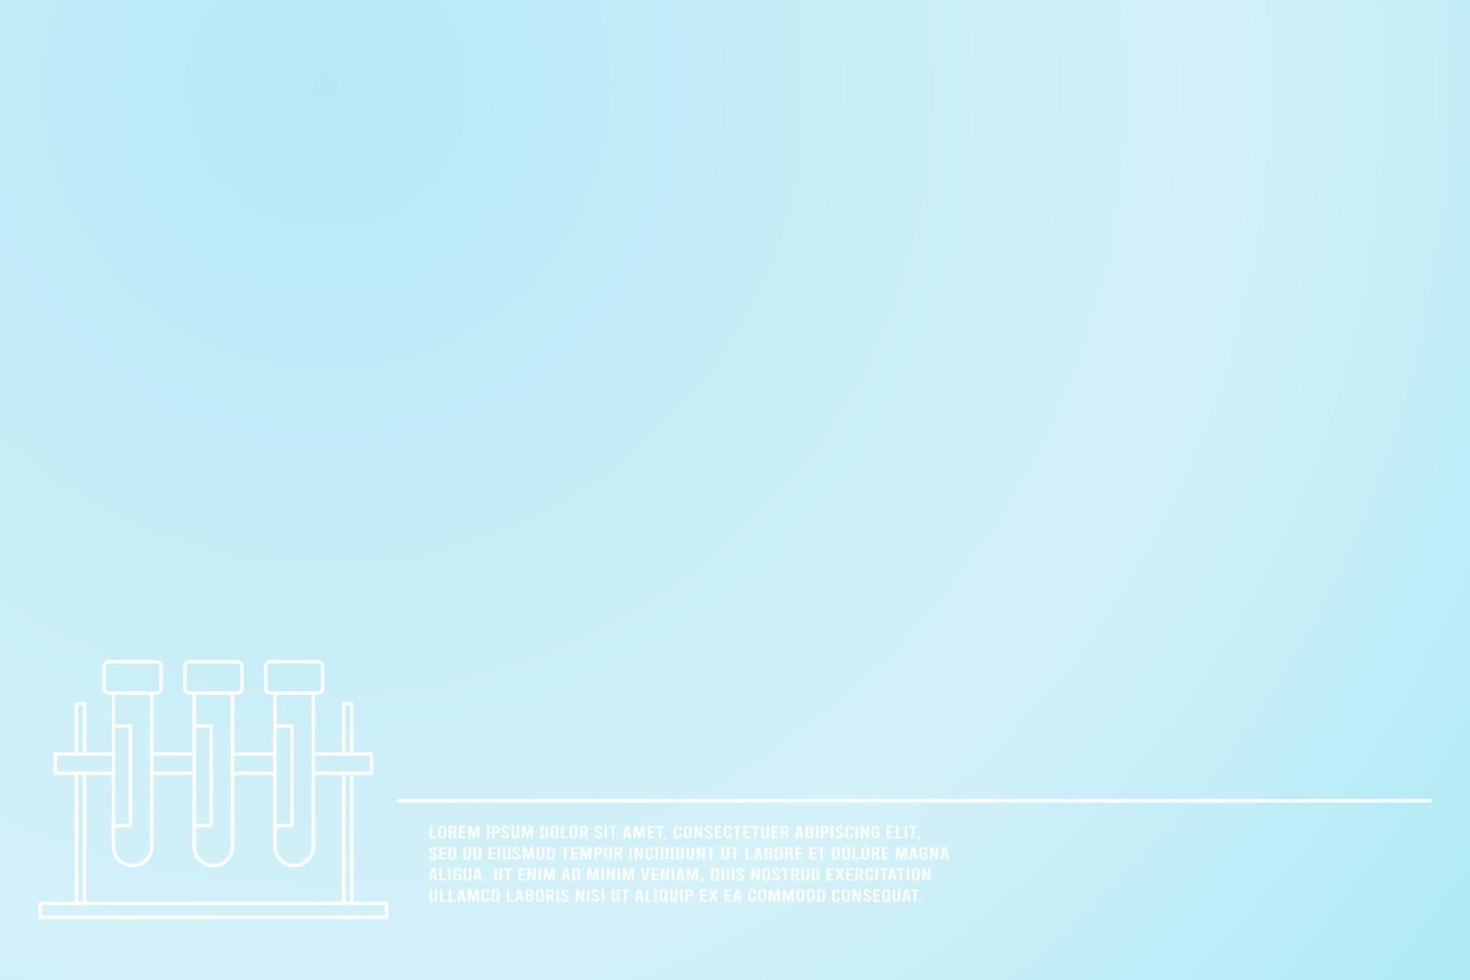 LOREM IPSUM DOLOR SIT AMET, CONSECTETUER ADIPISCING ELIT,
SED DO EIUSMOD TEMPOR INCIDIDUNT UT LABORE ET DOLORE MAGNA
ALIGUA. UT ENIM AD MINIM VENIAM, QUIS NOSTRUD EXERCITATION
ULLAMCO LABORIS NISI UT ALIQUIP EX EA COMMODO CONSEQUAT.